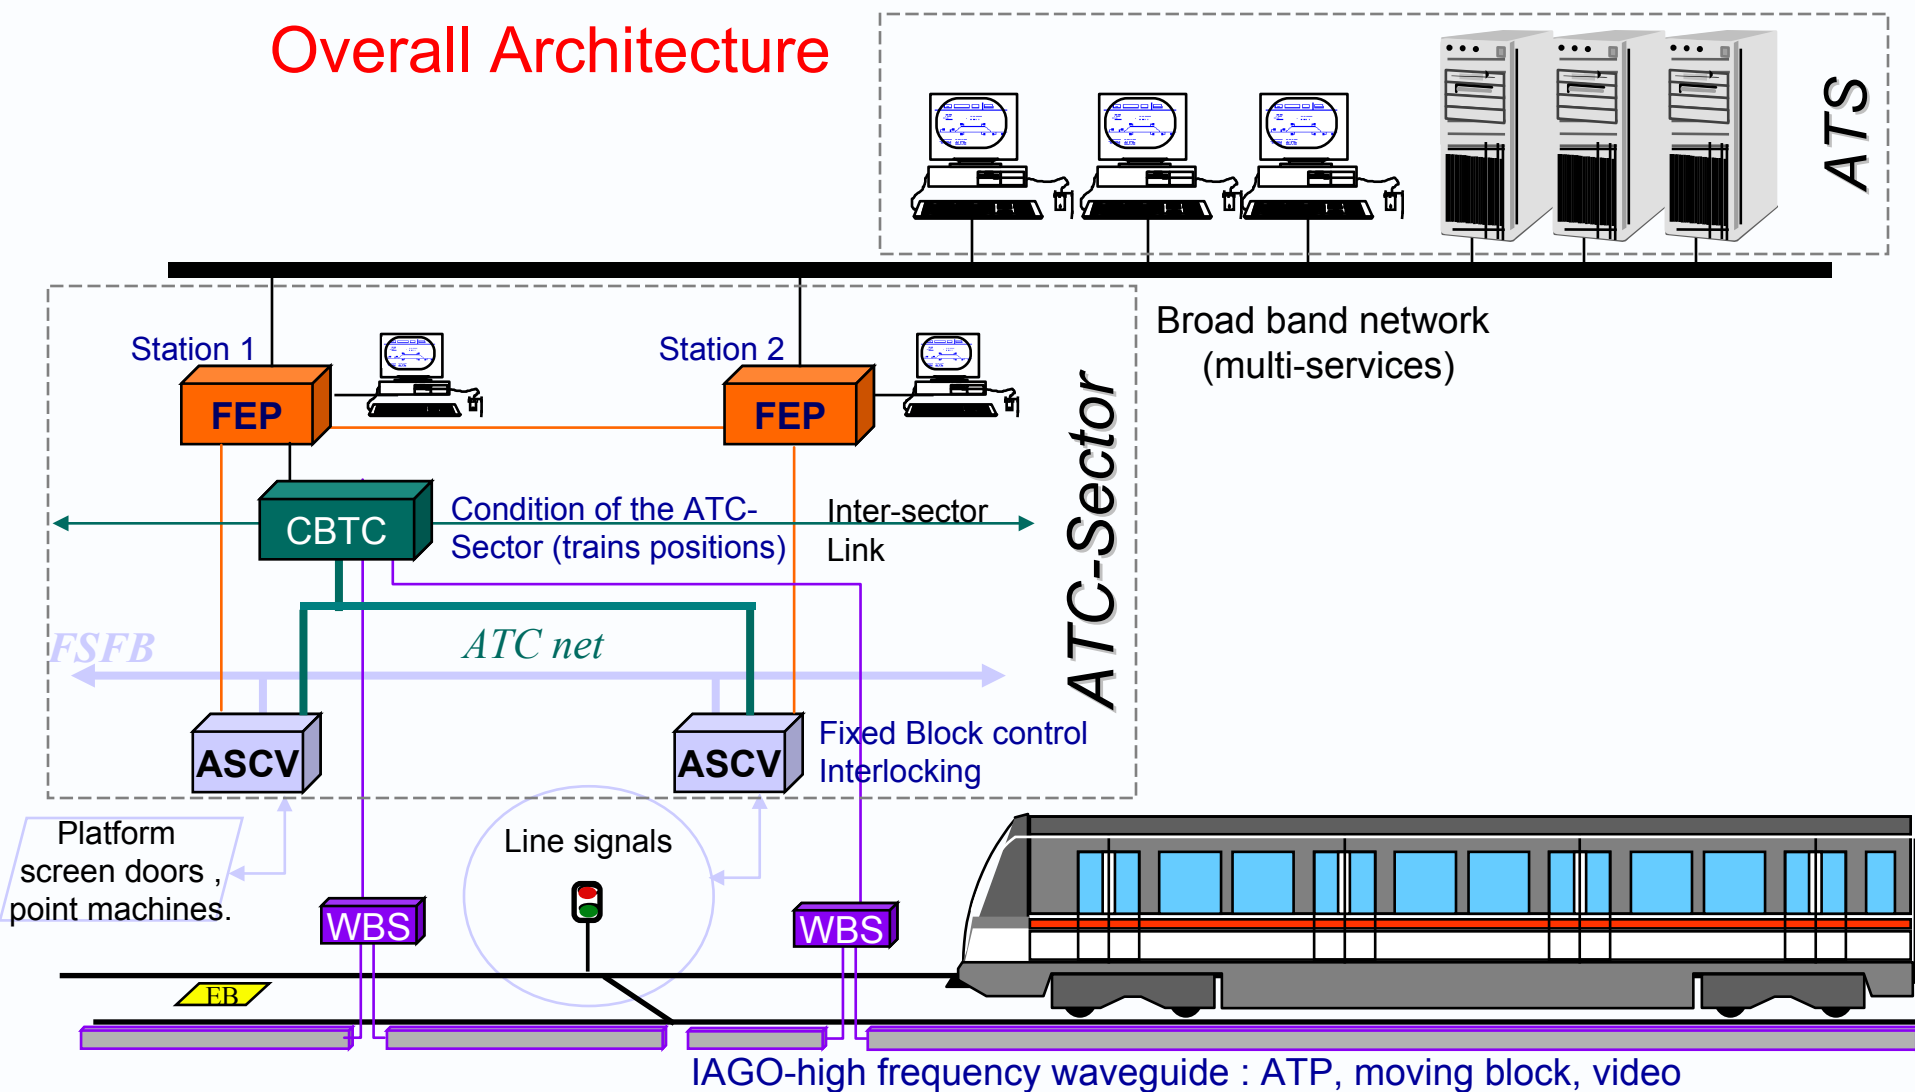 Overall Architecture
ATS
Broad band network
(multi-services)
Station 1
Station 2
FEP
FEP
ATC-Sector
CBTC
Condition of the ATC-
Sector (trains positions)
Inter-sector
Link
FSFB
ATC net
ASCV
ASCV
Fixed Block control
Interlocking
Platform
screen doors ,
point machines.
Line signals
WBS
WBS
EB
IAGO-high frequency waveguide : ATP, moving block, video